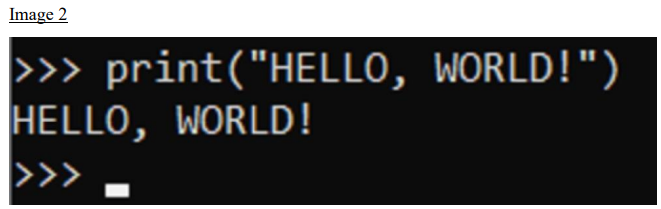 Image 2
>>> print("HELLO, WORLD!")
HELLO, WORLD!
>>>